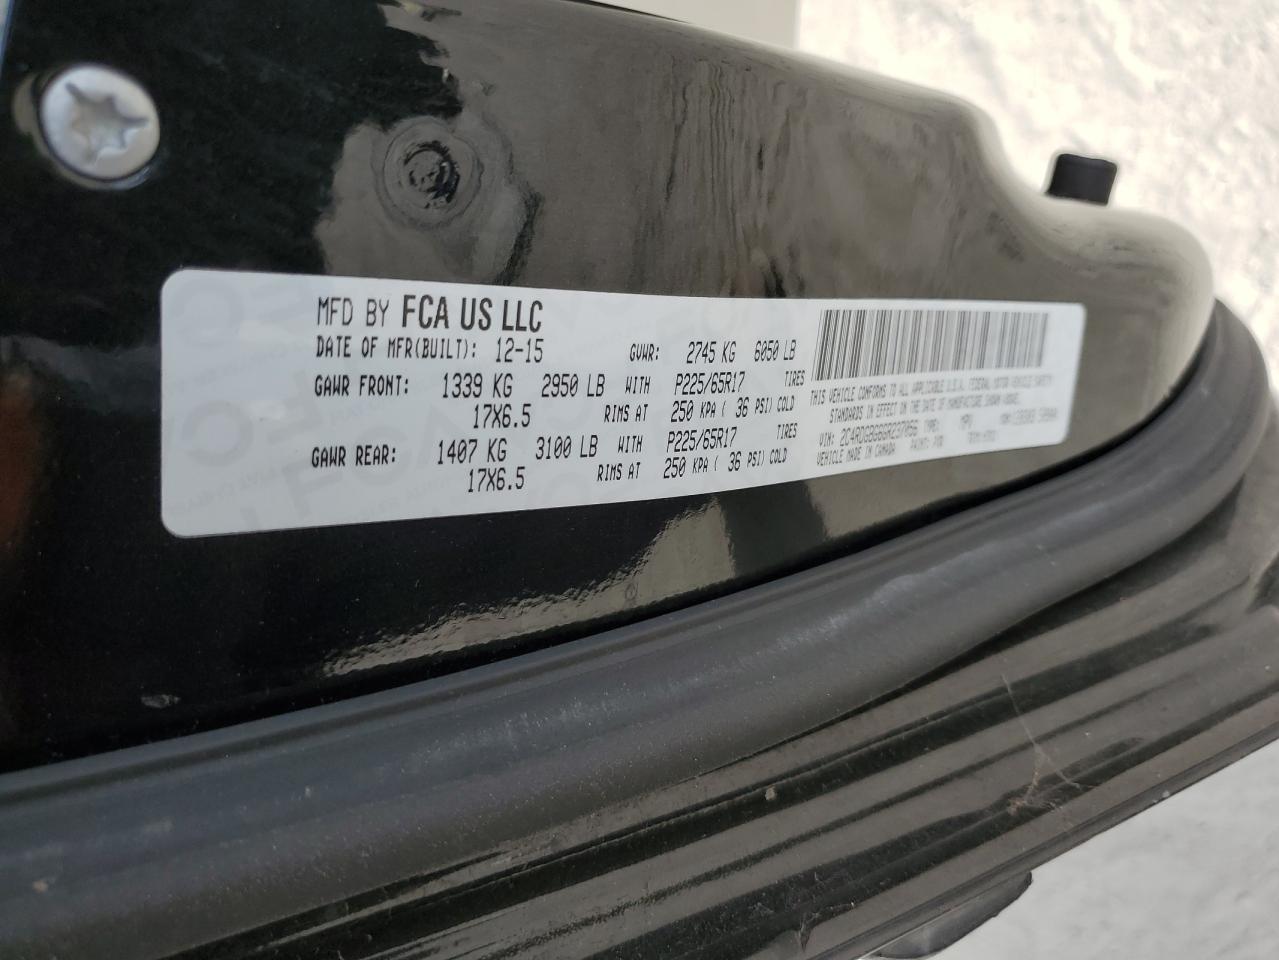 MFD BY FCA US LLC
DATE OF MFR(BUILT): 12-15 GVWR: 2745 KG 6050 LB
GAWR FRONT: 1339 KG 2950 LB WITH P225/65R17 TIRES
17X6.5 RIMS AT 250 KPA ( 36 PSI) COLD
GAWR REAR: 1407 KG 3100 LB WITH P225/65R17 TIRES
17X6.5 RIMS AT 250 KPA ( 36 PSI) COLD
THIS VEHICLE CONFORMS TO ALL APPLICABLE U.S.A. FEDERAL MOTOR VEHICLE SAFETY
STANDARDS IN EFFECT ON THE DATE OF MANUFACTURE SHOWN ABOVE.
VIN: TYPE: MPV
VEHICLE MADE IN CANADA PAINT: